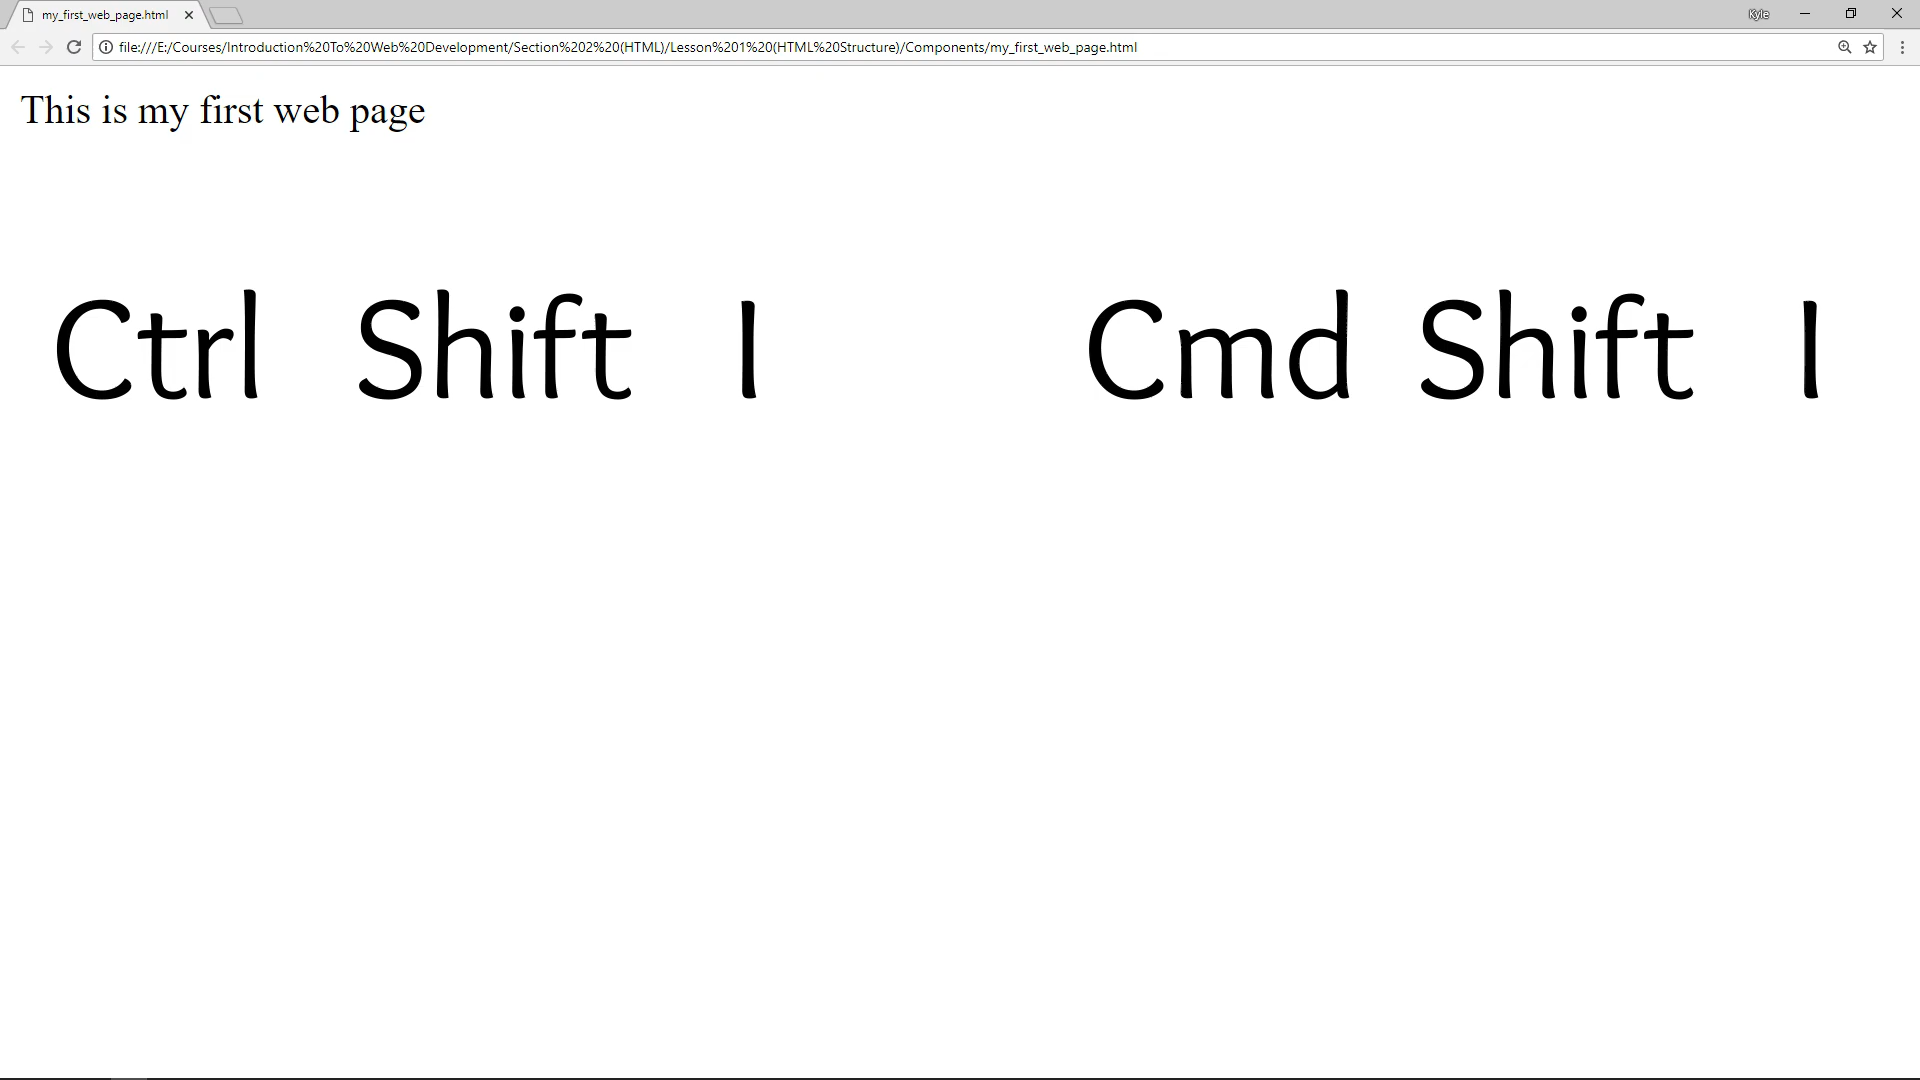 my_first_web_page.html
Kyle
file:///E:/Courses/Introduction%20To%20Web%20Development/Section%202%20(HTML)/Lesson%201%20(HTML%20Structure)/Components/my_first_web_page.html
This is my first web page
Ctrl Shift I Cmd Shift I